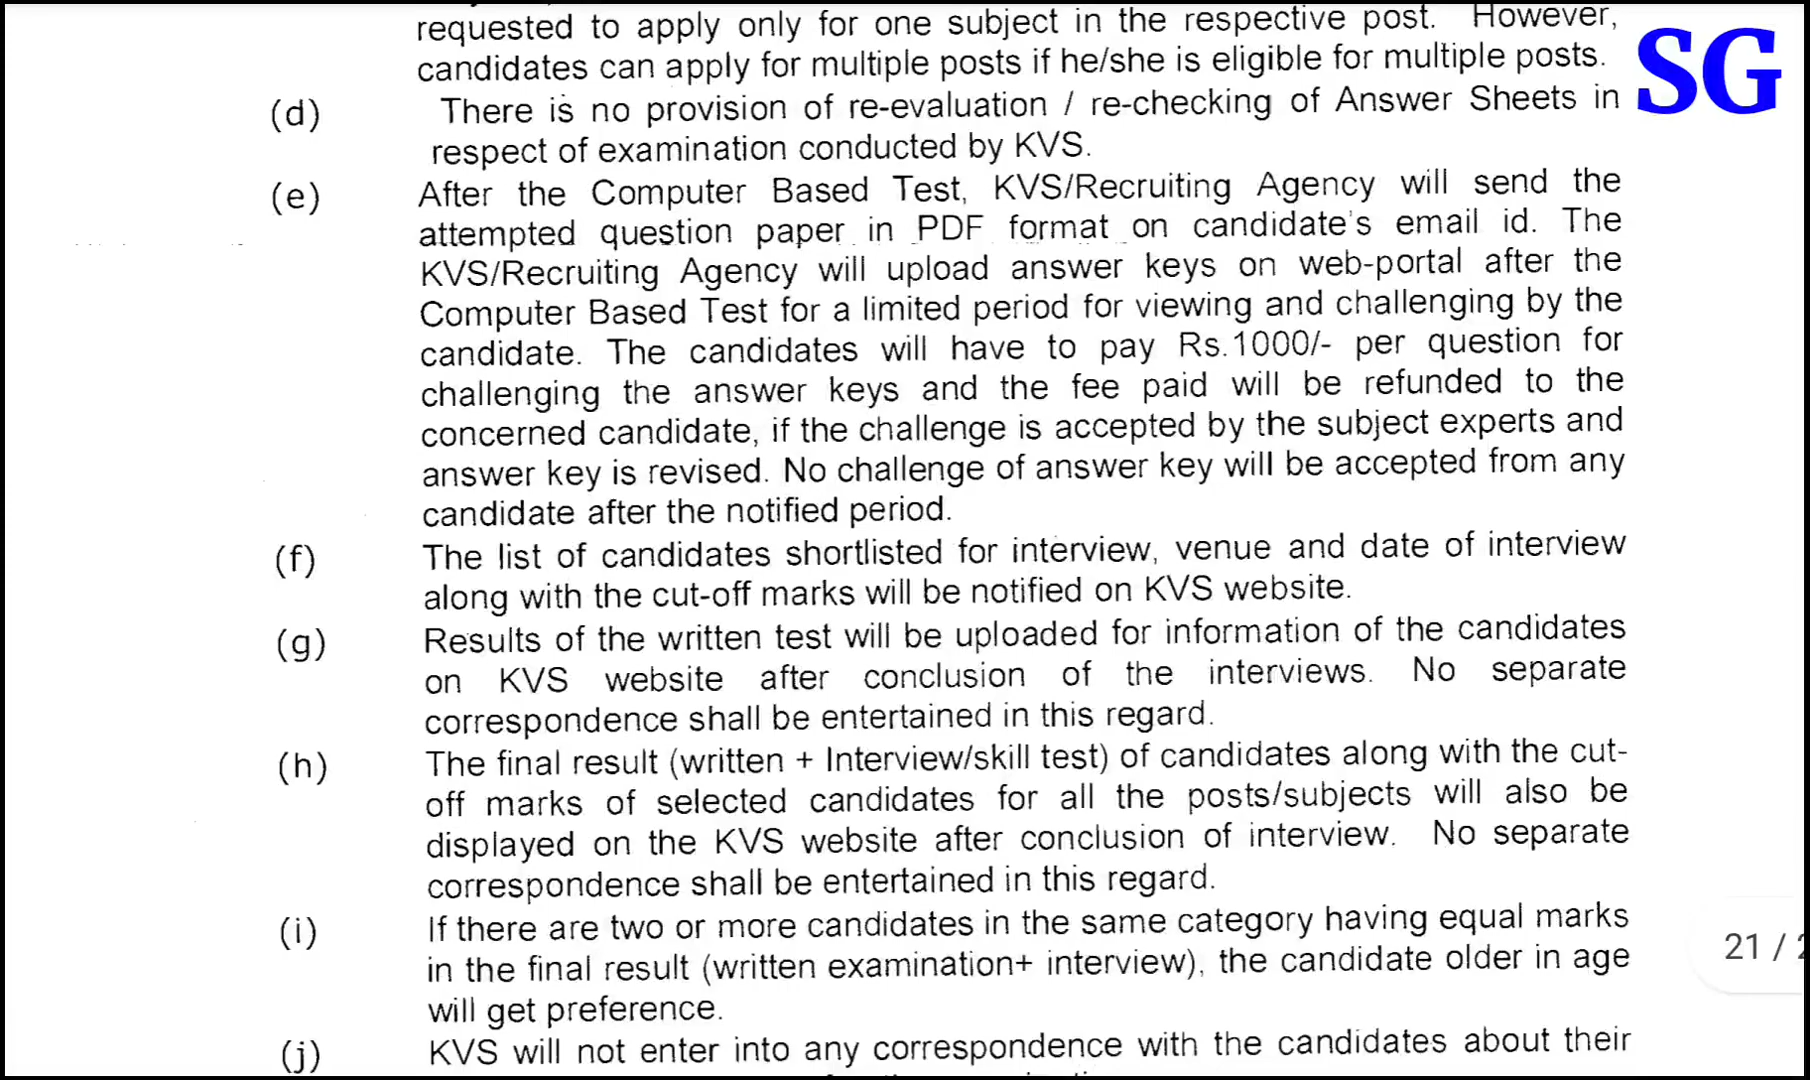 requested to apply only for one subject in the respective post. However,
candidates can apply for multiple posts if he/she is eligible for multiple posts.
SG
(d) There is no provision of re-evaluation / re-checking of Answer Sheets in
respect of examination conducted by KVS.
(e) After the Computer Based Test, KVS/Recruiting Agency will send the
attempted question paper in PDF format on candidate's email id. The
KVS/Recruiting Agency will upload answer keys on web-portal after the
Computer Based Test for a limited period for viewing and challenging by the
candidate. The candidates will have to pay Rs.1000/- per question for
challenging the answer keys and the fee paid will be refunded to the
concerned candidate, if the challenge is accepted by the subject experts and
answer key is revised. No challenge of answer key will be accepted from any
candidate after the notified period.
(f) The list of candidates shortlisted for interview, venue and date of interview
along with the cut-off marks will be notified on KVS website.
(g) Results of the written test will be uploaded for information of the candidates
on KVS website after conclusion of the interviews. No separate
correspondence shall be entertained in this regard.
(h) The final result (written + Interview/skill test) of candidates along with the cut-
off marks of selected candidates for all the posts/subjects will also be
displayed on the KVS website after conclusion of interview. No separate
correspondence shall be entertained in this regard.
(i) If there are two or more candidates in the same category having equal marks
in the final result (written examination+ interview), the candidate older in age
will get preference.
21 /
(j) KVS will not enter into any correspondence with the candidates about their